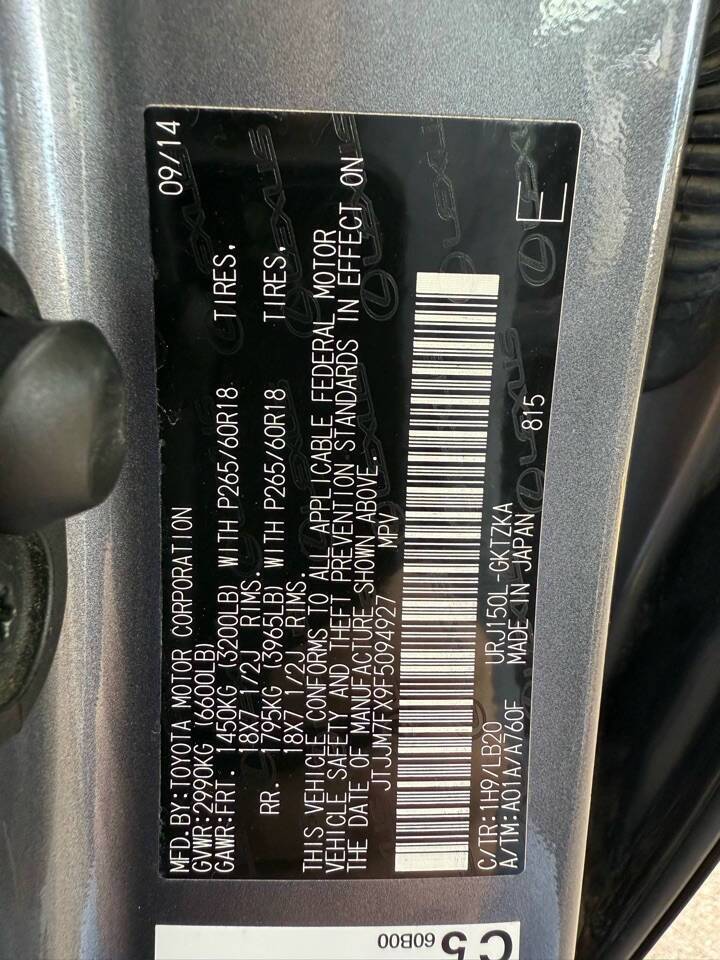 MFD.BY:TOYOTA MOTOR CORPORATION 09/14
GVWR:2990KG (6600LB)
GAWR:FRT. 1450KG (3200LB) WITH P265/60R18 TIRES,
18X7 1/2J RIMS.
RR. 1795KG (3965LB) WITH P265/60R18 TIRES,
18X7 1/2J RIMS.
THIS VEHICLE CONFORMS TO ALL APPLICABLE FEDERAL MOTOR
VEHICLE SAFETY AND THEFT PREVENTION STANDARDS IN EFFECT ON
THE DATE OF MANUFACTURE SHOWN ABOVE.
JTJJM7FX9F5094927 MPV
C/TR:1H9/LB20 URJ150L-GKTZKA
A/TM:A01A/A760F MADE IN JAPAN 815 E
LEXUS
C5
60B00